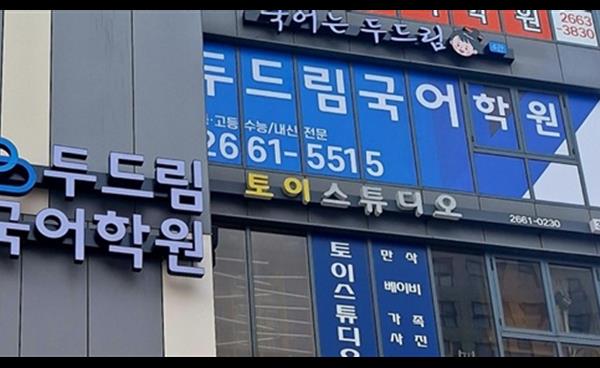 국어는 두드림
학원
2663
-3830
두드림국어학원
고등 수능/내신 전문
2661-5515
두드림
국어학원
토이스튜디오
2661-0230
토이스튜디오
만삭
베이비
가족
사진